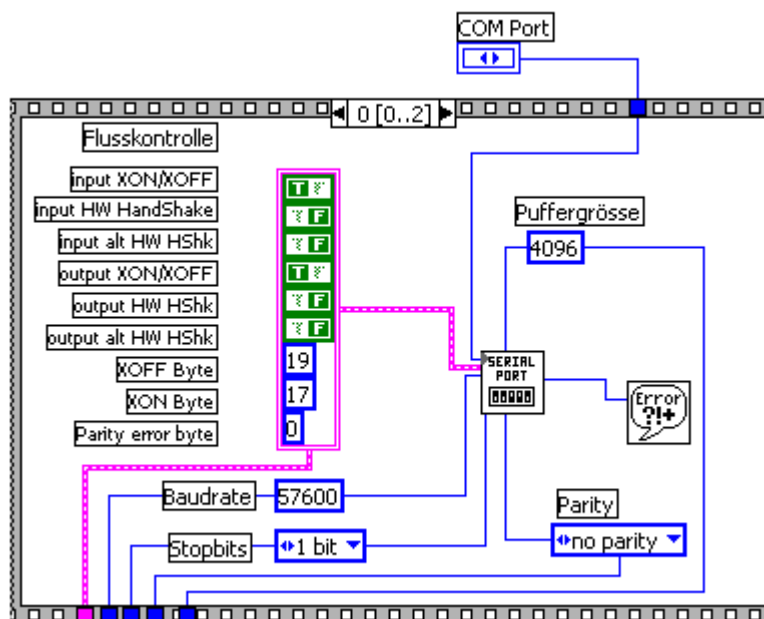 COM Port
0 [0..2]
Flusskontrolle
input XON/XOFF
input HW HandShake
input alt HW HShk
output XON/XOFF
output HW HShk
output alt HW HShk
XOFF Byte
XON Byte
Parity error byte
T
F
F
T
F
F
19
17
0
Puffergrösse
4096
SERIAL
PORT
Error
?!+
Baudrate
57600
Stopbits
1 bit
Parity
no parity